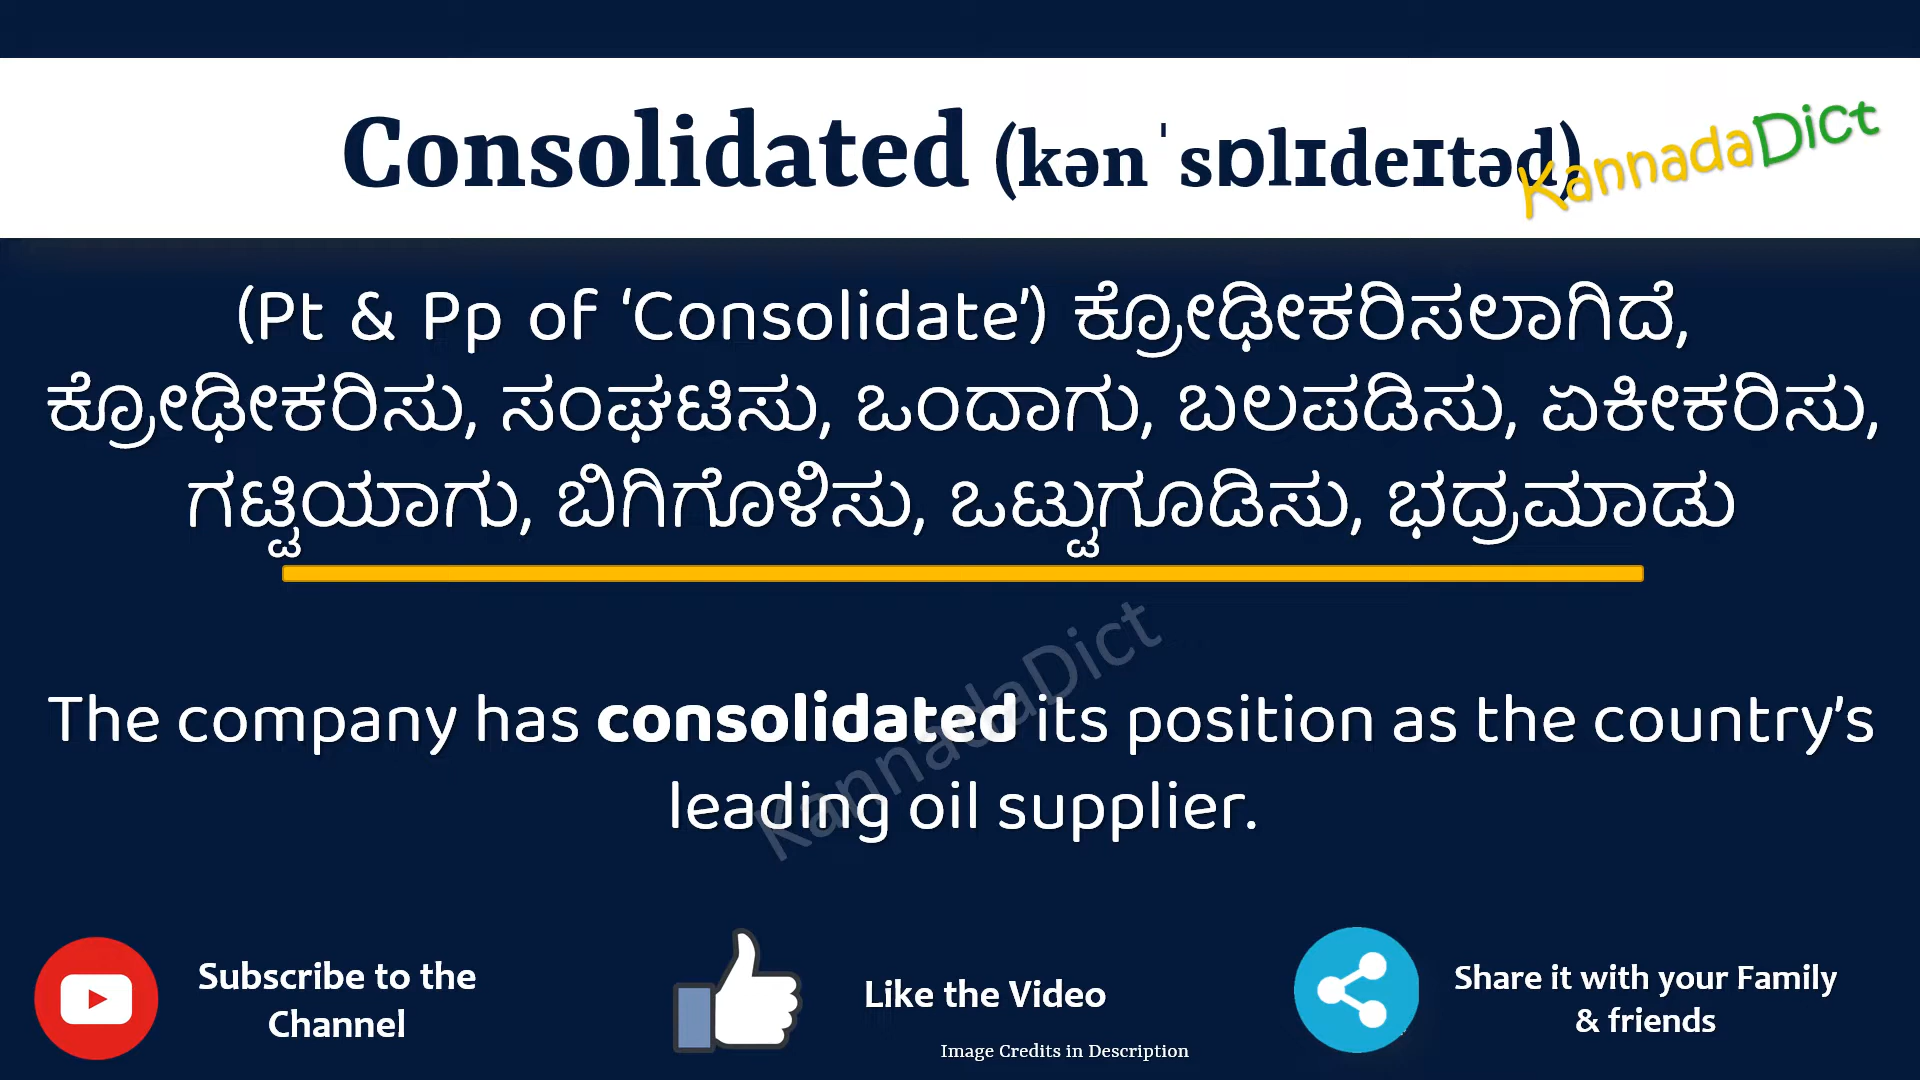 Consolidated (kənˈsɒlɪdeɪtəd)
KannadaDict
(Pt & Pp of ‘Consolidate’) ಕ್ರೋಢೀಕರಿಸಲಾಗಿದೆ,
ಕ್ರೋಢೀಕರಿಸು, ಸಂಘಟಿಸು, ಒಂದಾಗು, ಬಲಪಡಿಸು, ಏಕೀಕರಿಸು,
ಗಟ್ಟಿಯಾಗು, ಬಿಗಿಗೊಳಿಸು, ಒಟ್ಟುಗೂಡಿಸು, ಭದ್ರಮಾಡು
KannadaDict
The company has consolidated its position as the country’s
leading oil supplier.
Subscribe to the
Channel
Like the Video
Share it with your Family
& friends
Image Credits in Description